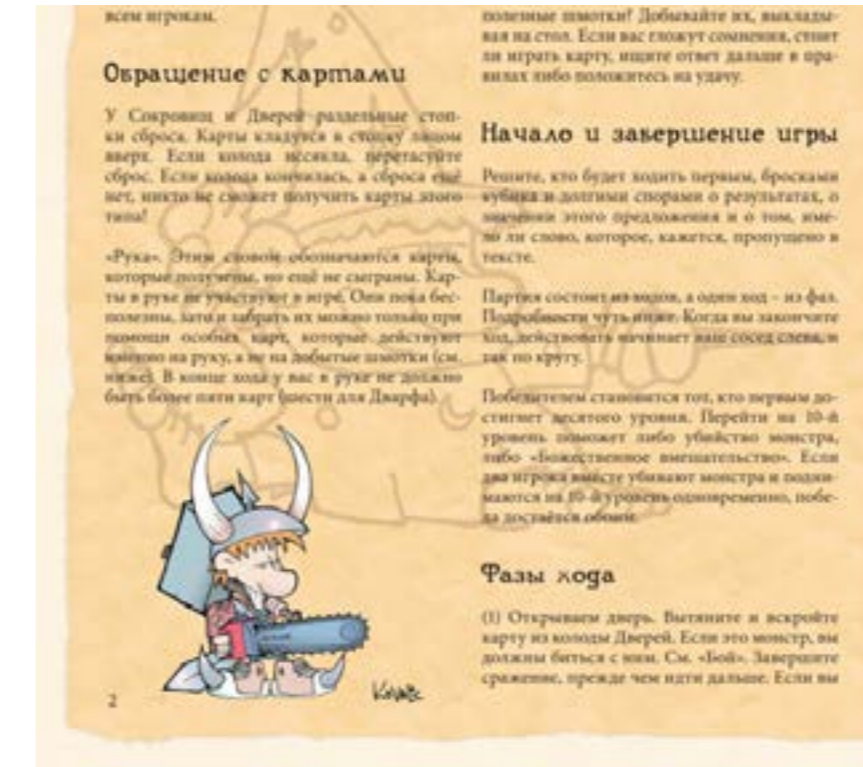 всем игрокам.
Обращение с картами
У Сокровищ и Дверей раздельные стоп-
ки сброса. Карты кладутся в стопку лицом
вверх. Если колода иссякла, перетасуйте
сброс. Если колода кончилась, а сброса ещё
нет, никто не сможет получить карты этого
типа!
«Рука». Этим словом обозначаются карты,
которые получены, но ещё не сыграны. Кар-
ты в руке не участвуют в игре. Они пока бес-
полезны, зато и забрать их можно только при
помощи особых карт, которые действуют
именно на руку, а не на добытые шмотки (см.
ниже). В конце хода у вас в руке не должно
быть более пяти карт (шести для Дварфа).
Kovalic
2
полезные шмотки! Добывайте их, выклады-
вая на стол. Если вас гложут сомнения, стоит
ли играть карту, ищите ответ дальше в пра-
вилах либо положитесь на удачу.
Начало и завершение игры
Решите, кто будет ходить первым, бросками
кубика и долгими спорами о результатах, о
значении этого предложения и о том, име-
ло ли слово, которое, кажется, пропущено в
тексте.
Партия состоит из ходов, а один ход – из фаз.
Подробности чуть ниже. Когда вы закончите
ход, действовать начинает ваш сосед слева, и
так по кругу.
Победителем становится тот, кто первым до-
стигнет десятого уровня. Перейти на 10-й
уровень поможет либо убийство монстра,
либо «Божественное вмешательство». Если
два игрока вместе убивают монстра и подни-
маются на 10-й уровень одновременно, побе-
да достаётся обоим.
Фазы хода
(1) Открываем дверь. Вытяните и вскройте
карту из колоды Дверей. Если это монстр, вы
должны биться с ним. См. «Бой». Завершите
сражение, прежде чем идти дальше. Если вы